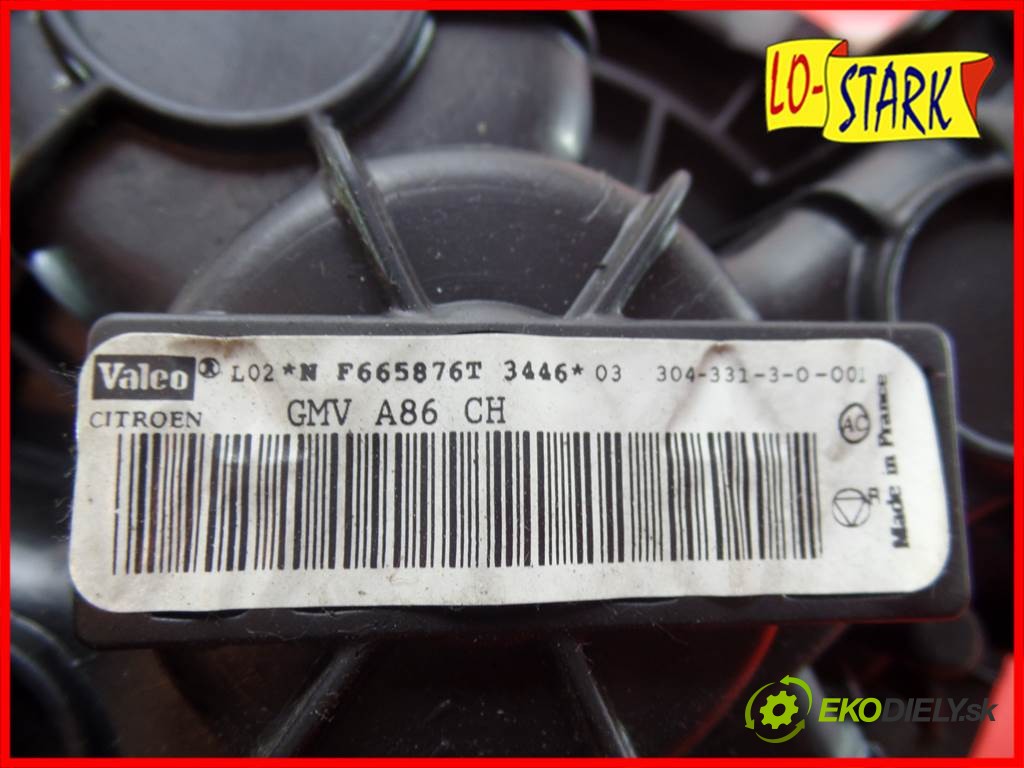 LO-STARK
Valeo ® L02 *N F665876T 3446* 03 304-331-3-0-001
CITROEN GMV A86 CH
AC
Made in France
EKODIELY.sk